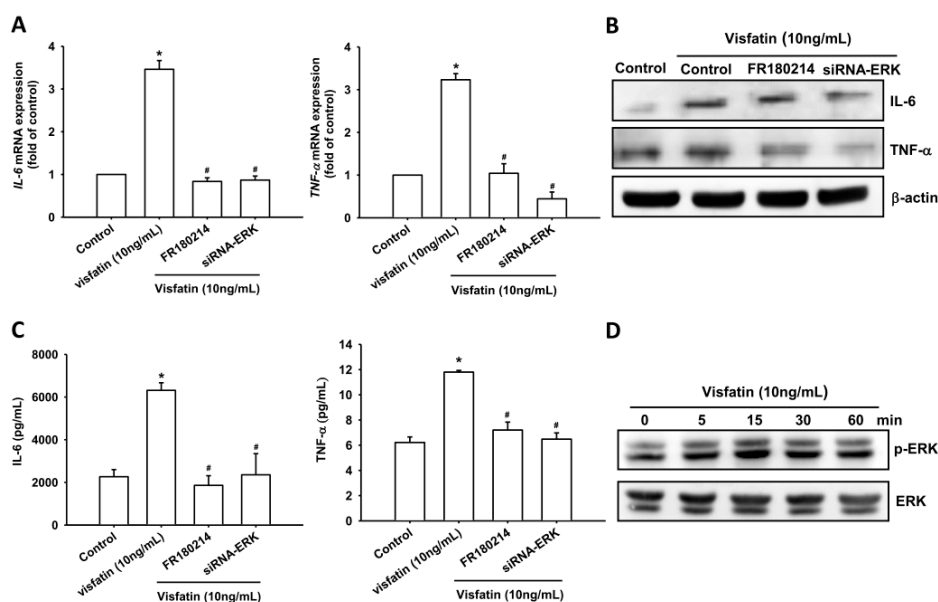 A
IL-6 mRNA expression
(fold of control)
4
3
2
1
0
*
#
#
Control
visfatin (10ng/mL)
FR180214
siRNA-ERK
Visfatin (10ng/mL)
TNF-α mRNA expression
(fold of control)
4
3
2
1
0
*
#
#
Control
visfatin (10ng/mL)
FR180214
siRNA-ERK
Visfatin (10ng/mL)
B
Visfatin (10ng/mL)
Control Control FR180214 siRNA-ERK
IL-6
TNF-α
β-actin
C
IL-6
(pg/mL)
8000
6000
4000
2000
0
*
#
#
Control
visfatin (10ng/mL)
FR180214
siRNA-ERK
Visfatin (10ng/mL)
TNF-α
(pg/mL)
14
12
10
8
6
4
2
0
*
#
#
Control
visfatin (10ng/mL)
FR180214
siRNA-ERK
Visfatin (10ng/mL)
D
Visfatin (10ng/mL)
0 5 15 30 60 min
p-ERK
ERK